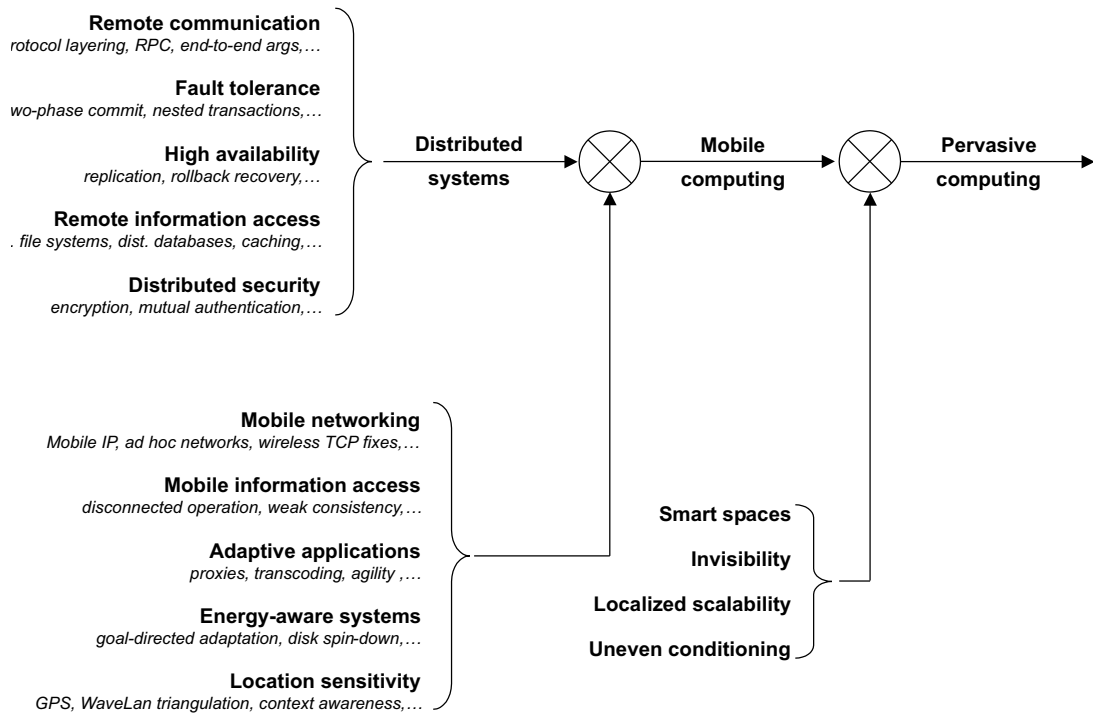 Remote communication
rotocol layering, RPC, end-to-end args,…
Fault tolerance
wo-phase commit, nested transactions,…
High availability
replication, rollback recovery,…
Remote information access
. file systems, dist. databases, caching,…
Distributed security
encryption, mutual authentication,…
Distributed
systems
Mobile
computing
Pervasive
computing
Mobile networking
Mobile IP, ad hoc networks, wireless TCP fixes,…
Mobile information access
disconnected operation, weak consistency,…
Adaptive applications
proxies, transcoding, agility ,…
Energy-aware systems
goal-directed adaptation, disk spin-down,…
Location sensitivity
GPS, WaveLan triangulation, context awareness,…
Smart spaces
Invisibility
Localized scalability
Uneven conditioning